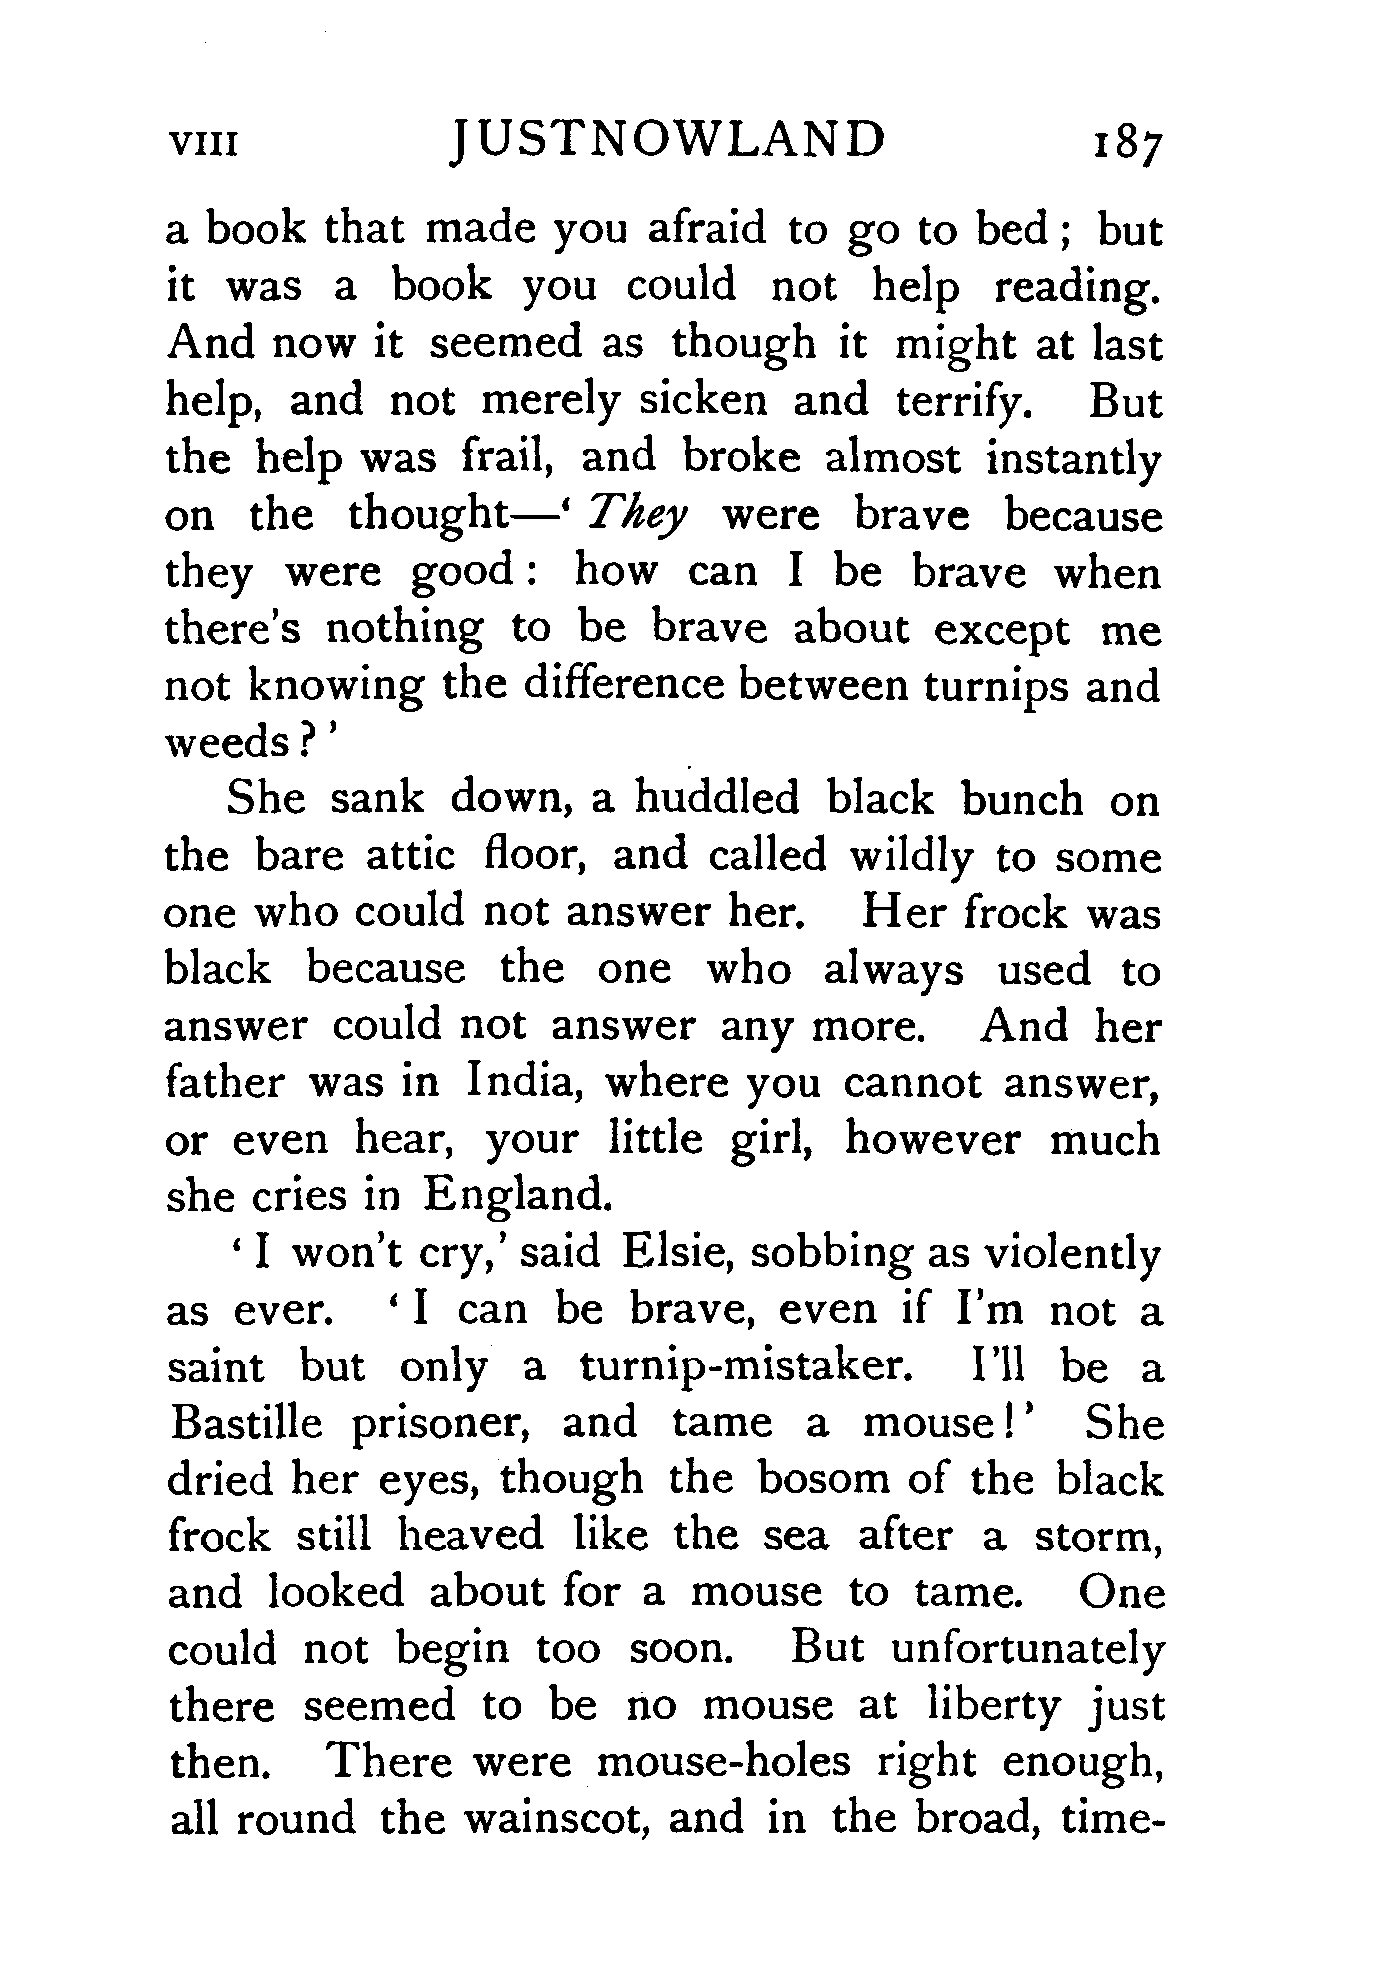 VIII JUSTNOWLAND 187
a book that made you afraid to go to bed ; but
it was a book you could not help reading.
And now it seemed as though it might at last
help, and not merely sicken and terrify. But
the help was frail, and broke almost instantly
on the thought—‘ They were brave because
they were good : how can I be brave when
there's nothing to be brave about except me
not knowing the difference between turnips and
weeds ? ’
She sank down, a huddled black bunch on
the bare attic floor, and called wildly to some
one who could not answer her. Her frock was
black because the one who always used to
answer could not answer any more. And her
father was in India, where you cannot answer,
or even hear, your little girl, however much
she cries in England.
‘ I won't cry,’ said Elsie, sobbing as violently
as ever. ‘ I can be brave, even if I'm not a
saint but only a turnip-mistaker. I'll be a
Bastille prisoner, and tame a mouse ! ’ She
dried her eyes, though the bosom of the black
frock still heaved like the sea after a storm,
and looked about for a mouse to tame. One
could not begin too soon. But unfortunately
there seemed to be no mouse at liberty just
then. There were mouse-holes right enough,
all round the wainscot, and in the broad, time-